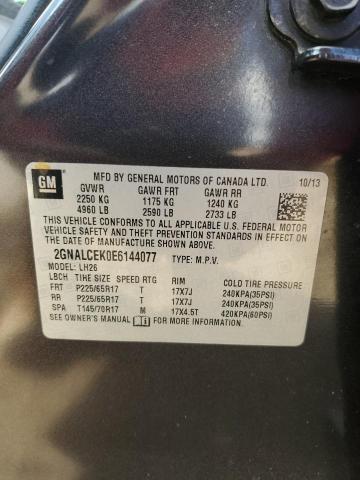 GM
MFD BY GENERAL MOTORS OF CANADA LTD. 10/13
GVWR GAWR FRT GAWR RR
2250 KG 1175 KG 1240 KG
4960 LB 2590 LB 2733 LB
THIS VEHICLE CONFORMS TO ALL APPLICABLE U.S. FEDERAL MOTOR
VEHICLE SAFETY AND THEFT PREVENTION STANDARDS IN EFFECT ON
THE DATE OF MANUFACTURE SHOWN ABOVE.
2GNALCEK0E6144077 TYPE: M.P.V.
MODEL: LH26
LBCH TIRE SIZE SPEED RTG RIM COLD TIRE PRESSURE
FRT P225/65R17 T 17X7J 240KPA(35PSI)
RR P225/65R17 T 17X7J 240KPA(35PSI)
SPA T145/70R17 M 17X4.5T 420KPA(60PSI)
SEE OWNER'S MANUAL FOR MORE INFORMATION.